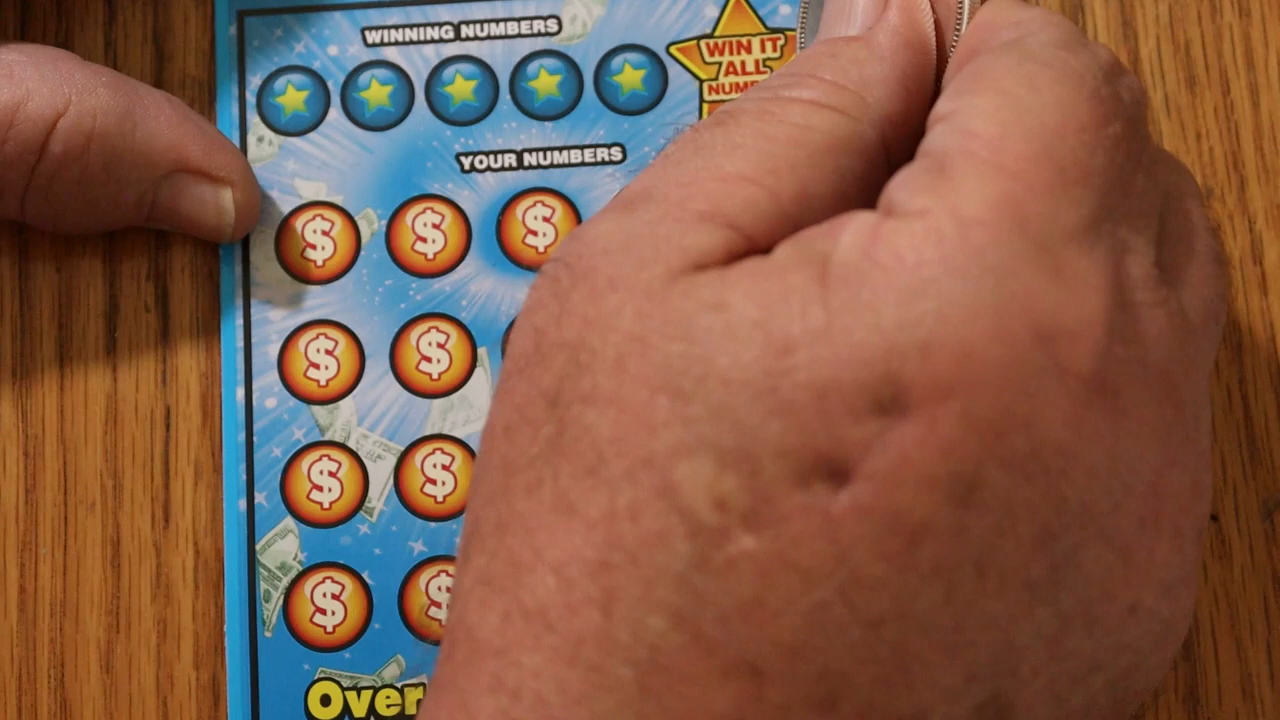 WINNING NUMBERS
WIN IT
ALL
YOUR NUMBERS
$ $ $
$ $
$ $
$ $
Over